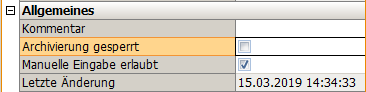 Allgemeines
Kommentar
Archivierung gesperrt
Manuelle Eingabe erlaubt
Letzte Änderung 15.03.2019 14:34:33